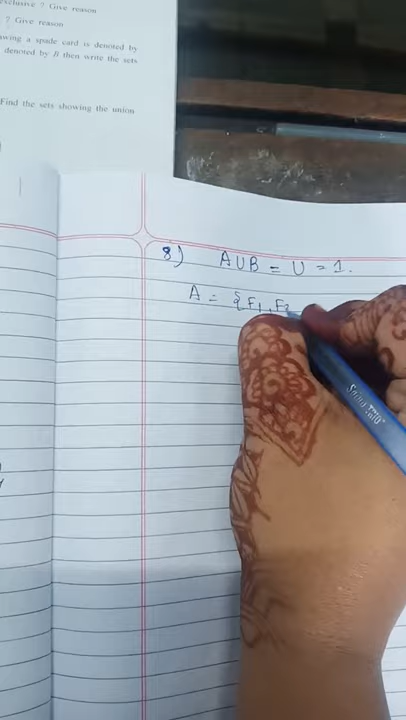 exclusive ? Give reason
? Give reason
wing a spade card is denoted by
denoted by B then write the sets
Find the sets showing the union
8) AUB = U = 1.
A = {F1, F2